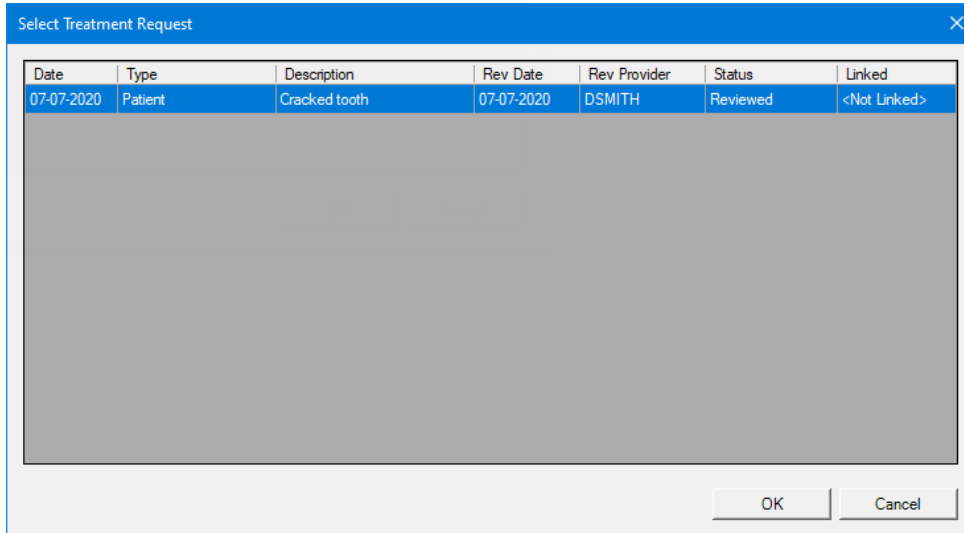 Select Treatment Request
Date Type Description Rev Date Rev Provider Status Linked
07-07-2020 Patient Cracked tooth 07-07-2020 DSMITH Reviewed <Not Linked>
OK Cancel